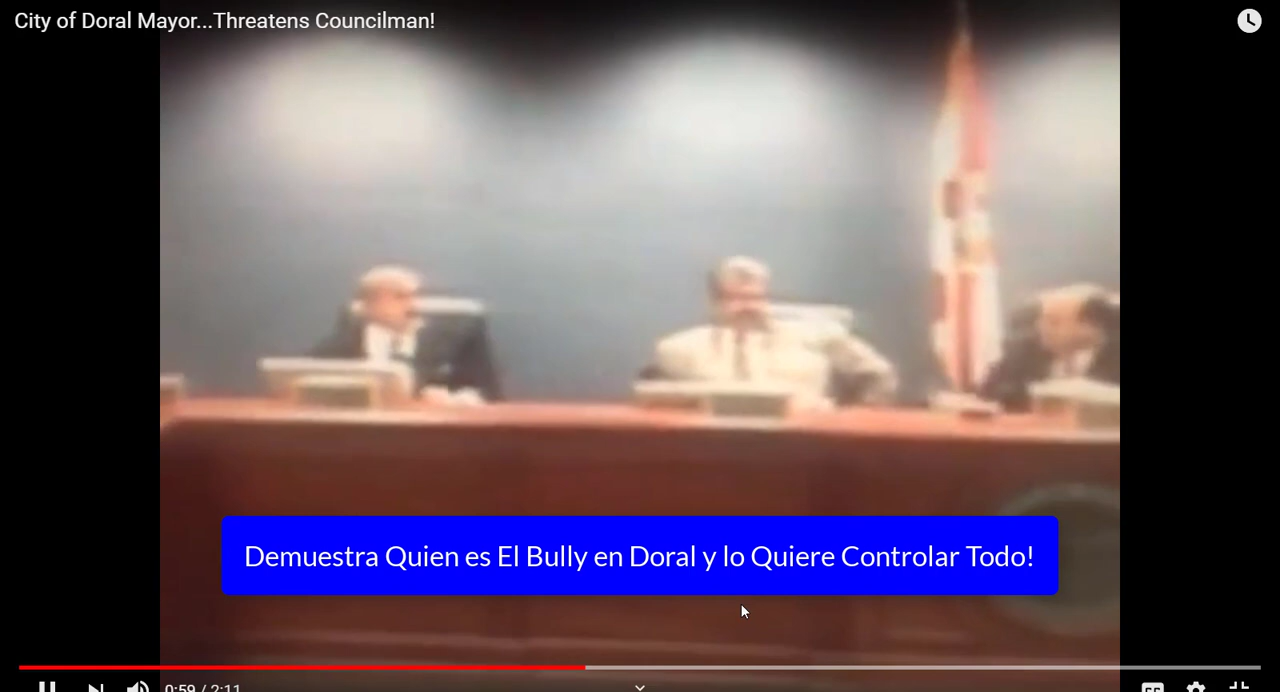 City of Doral Mayor...Threatens Councilman!
Demuestra Quien es El Bully en Doral y lo Quiere Controlar Todo!
0:59 / 2:11
CC